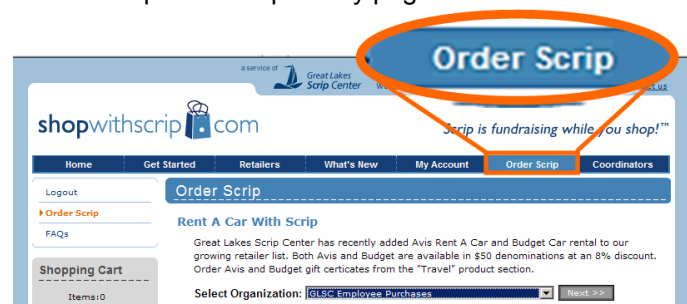 Order Scrip
a service of
Great Lakes
Scrip Center
shopwithscrip com
Scrip is fundraising while you shop!™
Home Get Started Retailers What's New My Account Order Scrip Coordinators
Logout
Order Scrip
FAQs
Shopping Cart
Items:0
Order Scrip
Rent A Car With Scrip
Great Lakes Scrip Center has recently added Avis Rent A Car and Budget Car rental to our
growing retailer list. Both Avis and Budget are available in $50 denominations at an 8% discount.
Order Avis and Budget gift certicates from the "Travel" product section.
Select Organization: GLSC Employee Purchases Next >>